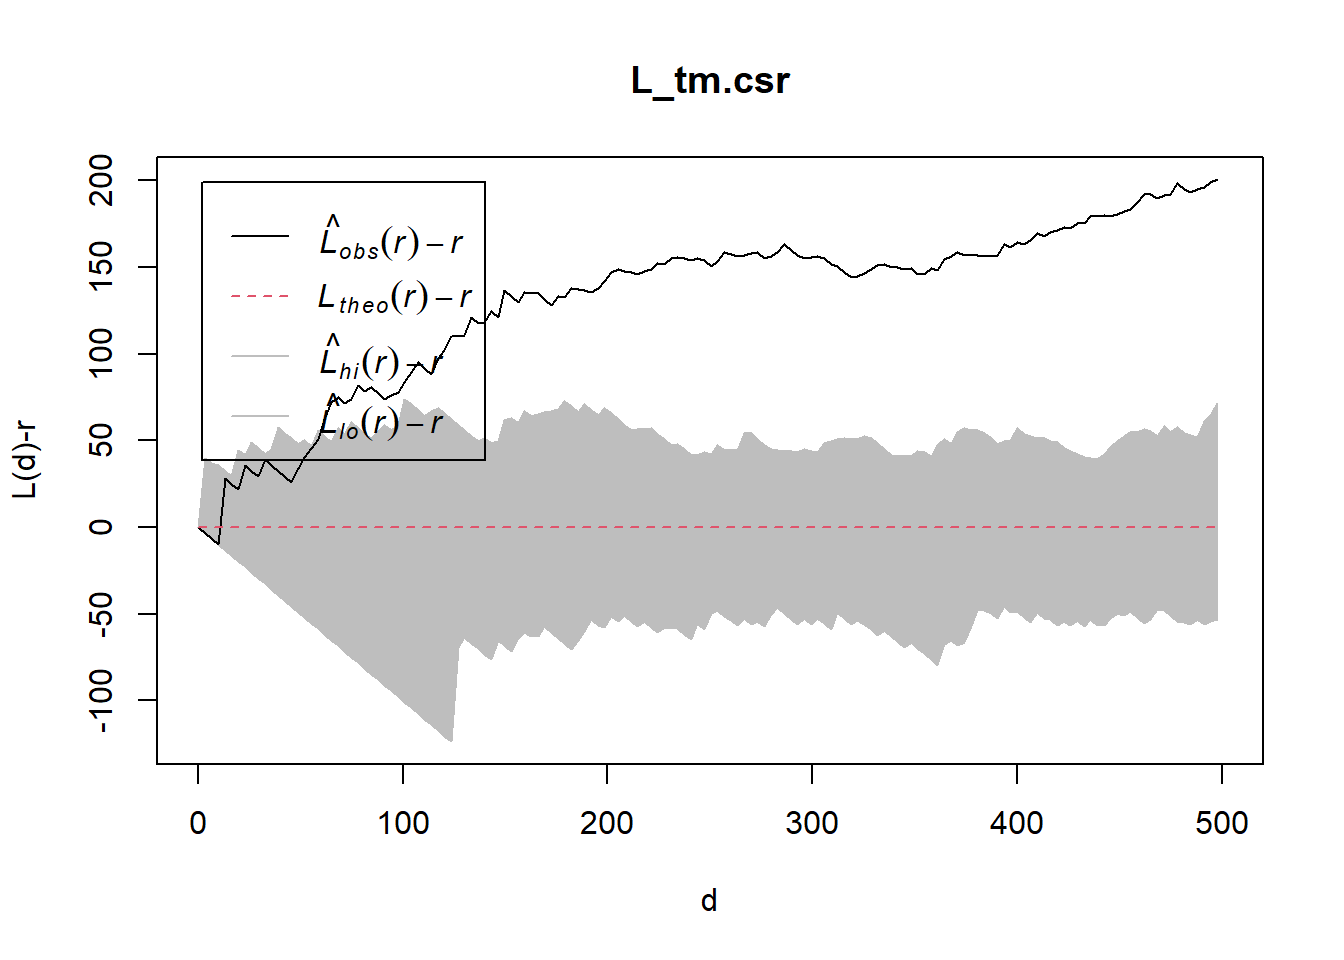 L_tm.csr
L̂obs(r) − r
Ltheo(r) − r
L̂hi(r) − r
L̂lo(r) − r
L(d)-r
200
150
100
50
0
-50
-100
0 100 200 300 400 500
d